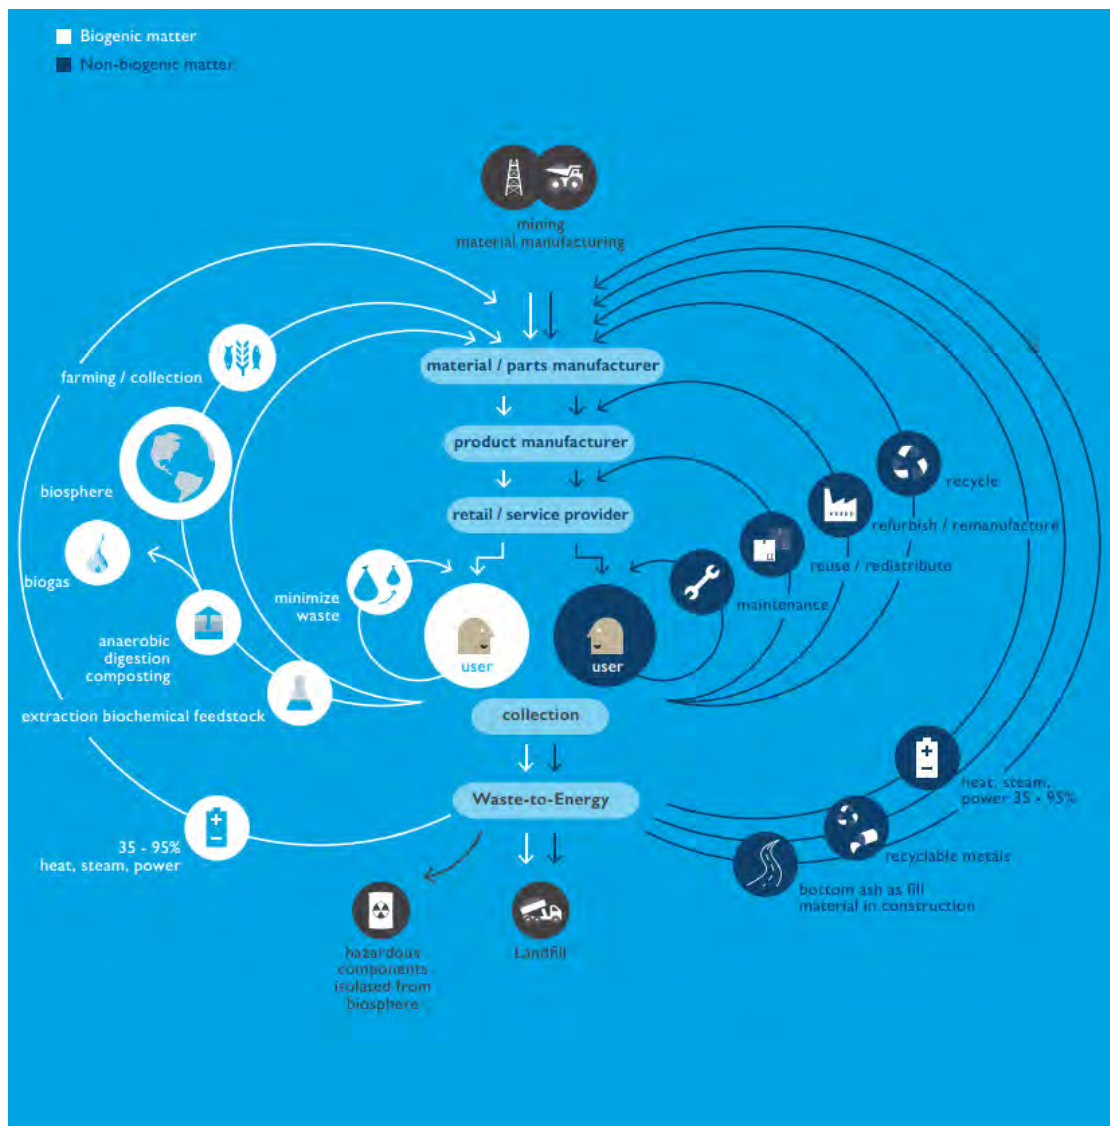 Biogenic matter
Non-biogenic matter
mining
material manufacturing
farming / collection
material / parts manufacturer
product manufacturer
biosphere
recycle
retail / service provider
refurbish / remanufacture
biogas
reuse / redistribute
minimize
waste
maintenance
anaerobic
digestion
composting
user
user
extraction biochemical feedstock
collection
heat, steam,
power 35 - 95%
Waste-to-Energy
35 - 95%
heat, steam, power
recyclable metals
bottom ash as fill
material in construction
hazardous
components
isolased from
biosphere
Landfill